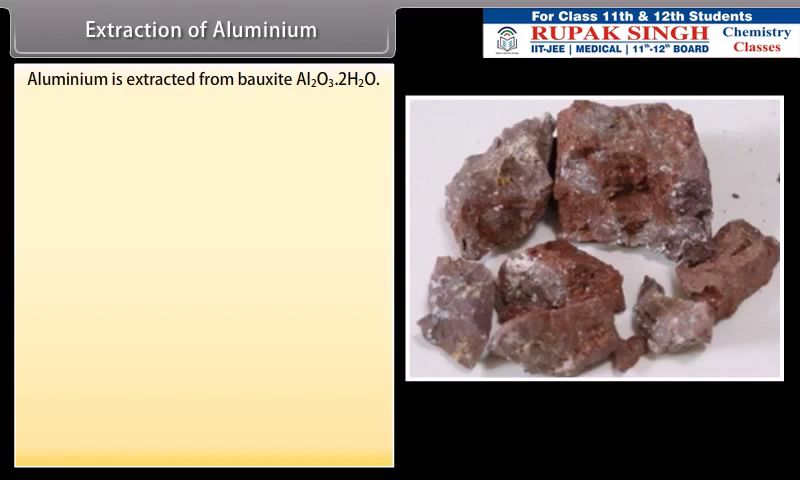 Extraction of Aluminium
For Class 11th & 12th Students
RUPAK SINGH
IIT-JEE | MEDICAL | 11ᵗʰ-12ᵗʰ BOARD
Chemistry
Classes
Aluminium is extracted from bauxite Al₂O₃.2H₂O.